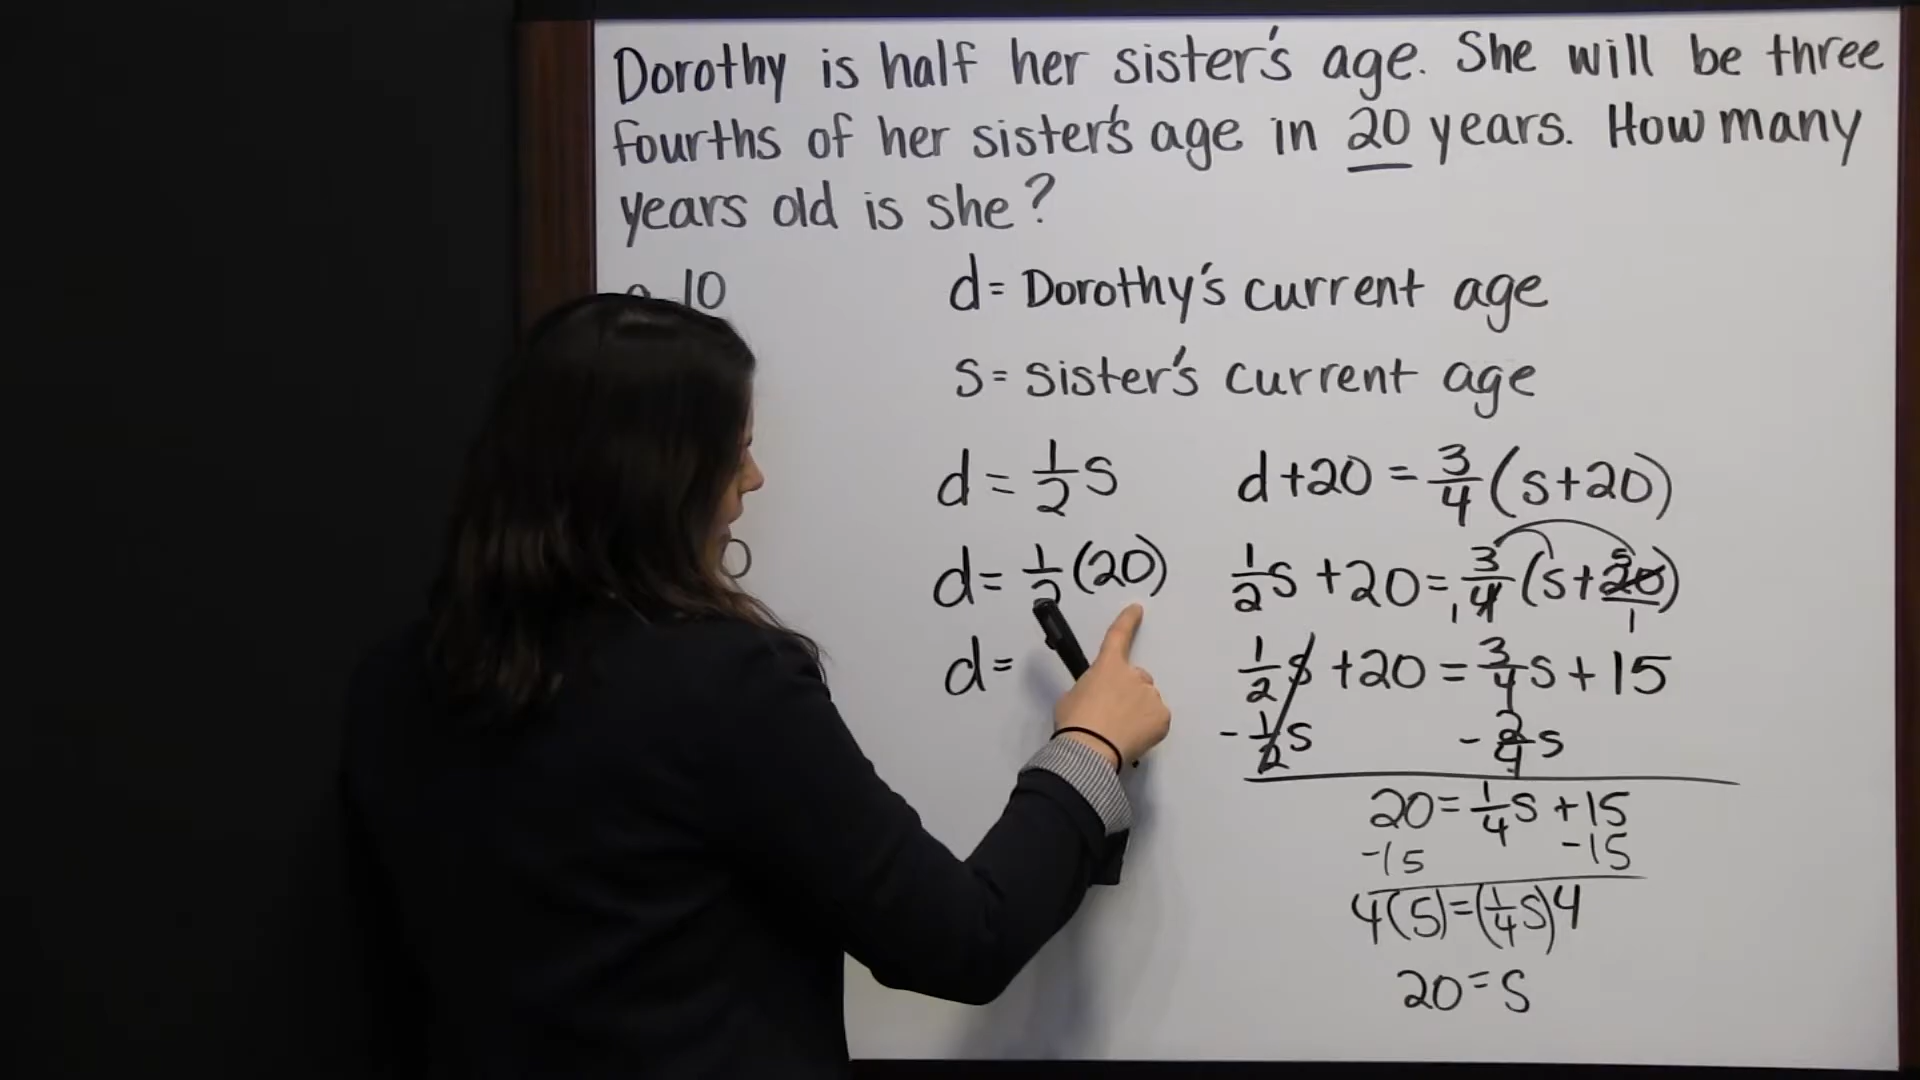 Dorothy is half her sister's age. She will be three
fourths of her sister's age in 20 years. How many
years old is she?
10
d = Dorothy's current age
s = sister's current age
d = 1/2 s
d + 20 = 3/4 (s + 20)
d = 1/2 (20)
1/2 s + 20 = 3/4 (s + 20)
1 5 1
d =
1/2 s + 20 = 3/4 s + 15
- 1/2 s - 2/4 s
20 = 1/4 s + 15
-15 -15
4(5) = (1/4 s) 4
20 = s